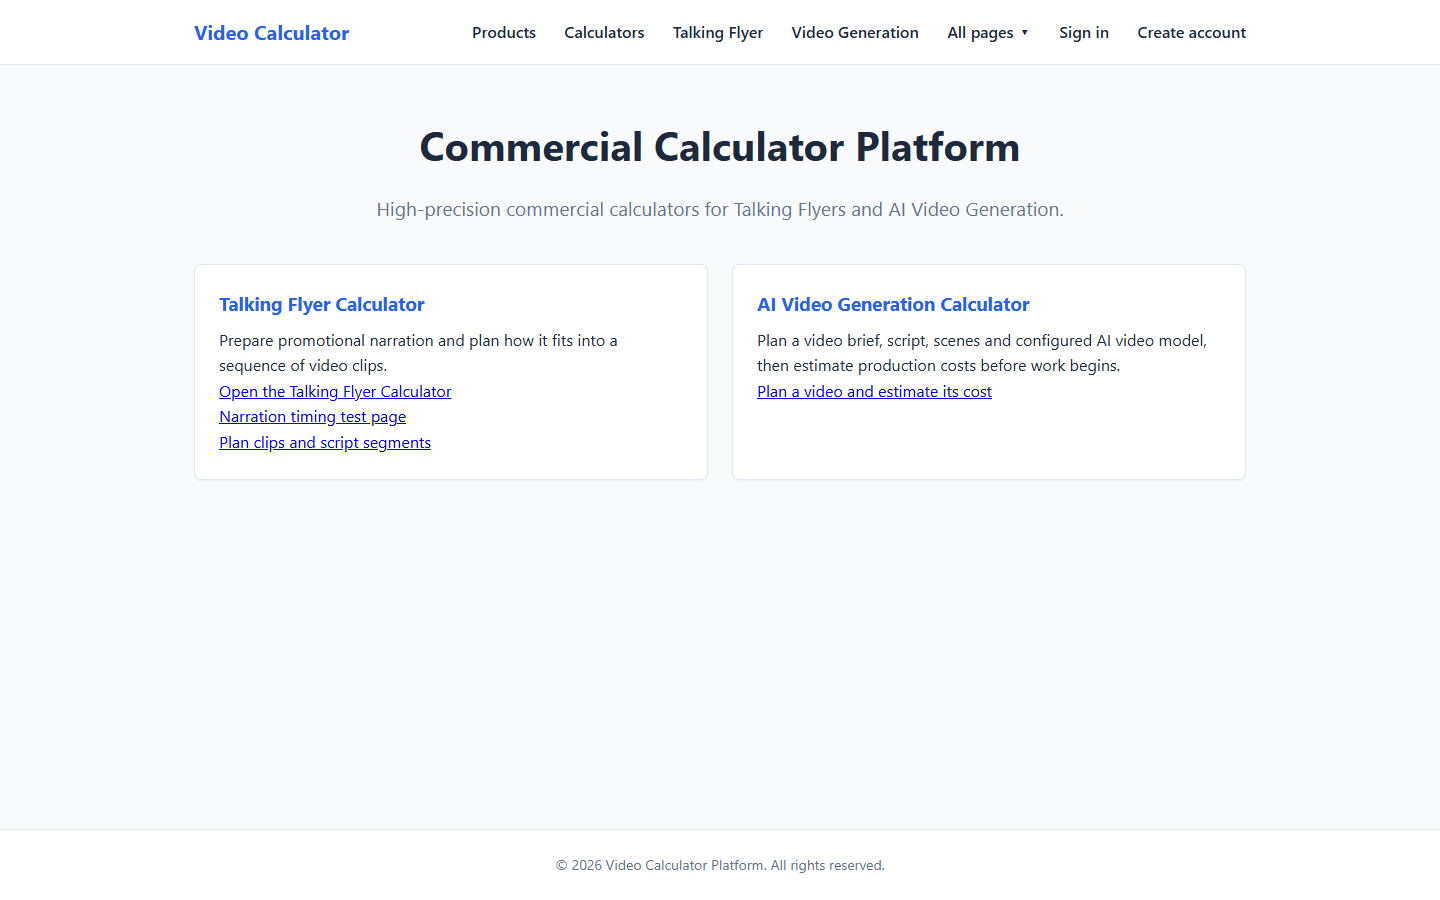 Video Calculator
Products
Calculators
Talking Flyer
Video Generation
All pages ▼
Sign in
Create account
Commercial Calculator Platform
High-precision commercial calculators for Talking Flyers and AI Video Generation.
Talking Flyer Calculator
Prepare promotional narration and plan how it fits into a
sequence of video clips.
Open the Talking Flyer Calculator
Narration timing test page
Plan clips and script segments
AI Video Generation Calculator
Plan a video brief, script, scenes and configured AI video model,
then estimate production costs before work begins.
Plan a video and estimate its cost
© 2026 Video Calculator Platform. All rights reserved.